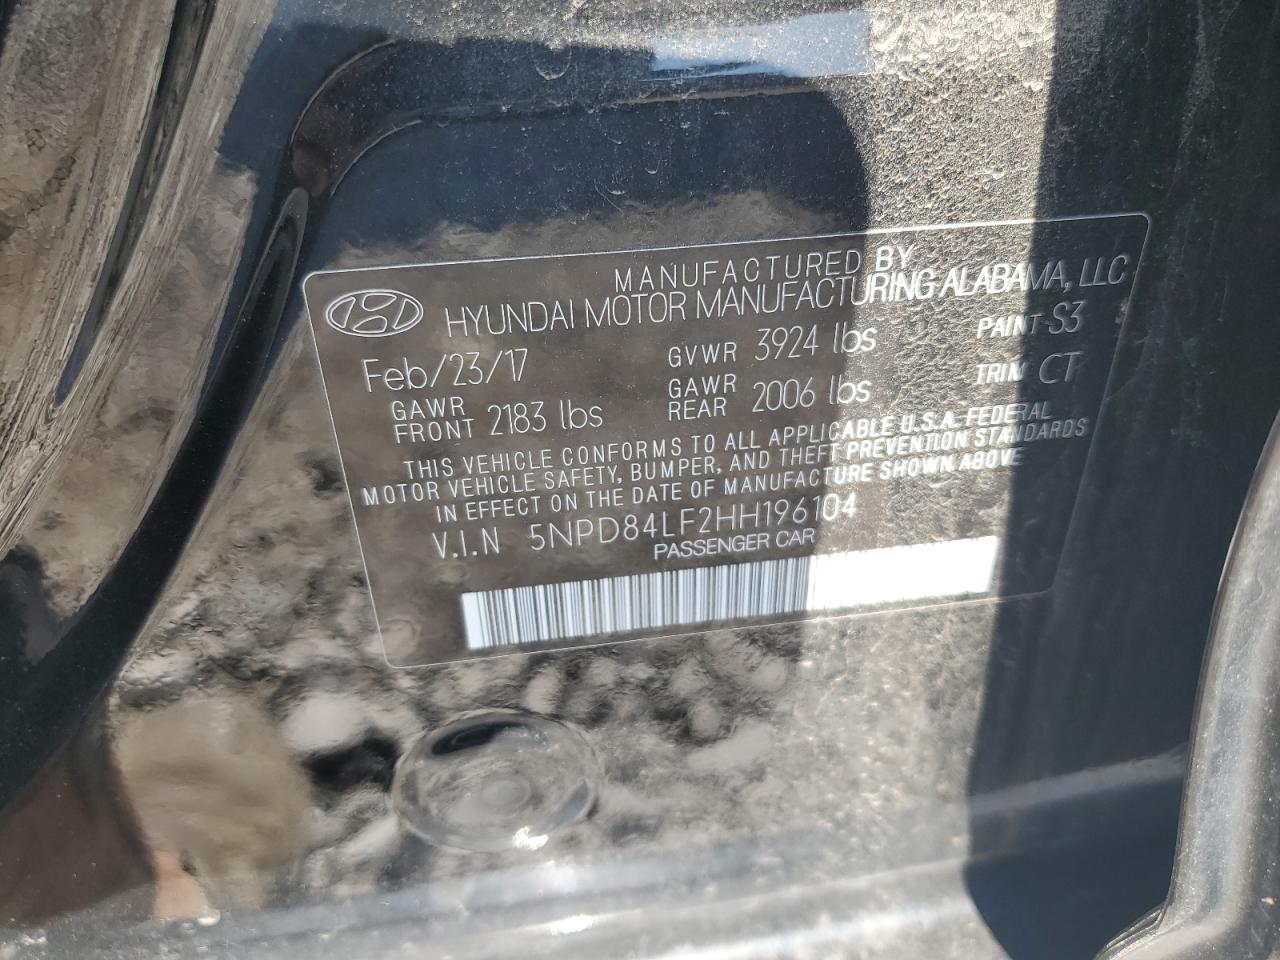 MANUFACTURED BY
HYUNDAI MOTOR MANUFACTURING ALABAMA, LLC
Feb/23/17 GVWR 3924 lbs PAINT S3
GAWR FRONT 2183 lbs GAWR REAR 2006 lbs TRIM CT
THIS VEHICLE CONFORMS TO ALL APPLICABLE U.S.A. FEDERAL
MOTOR VEHICLE SAFETY, BUMPER, AND THEFT PREVENTION STANDARDS
IN EFFECT ON THE DATE OF MANUFACTURE SHOWN ABOVE
V.I.N 5NPD84LF2HH196104
PASSENGER CAR